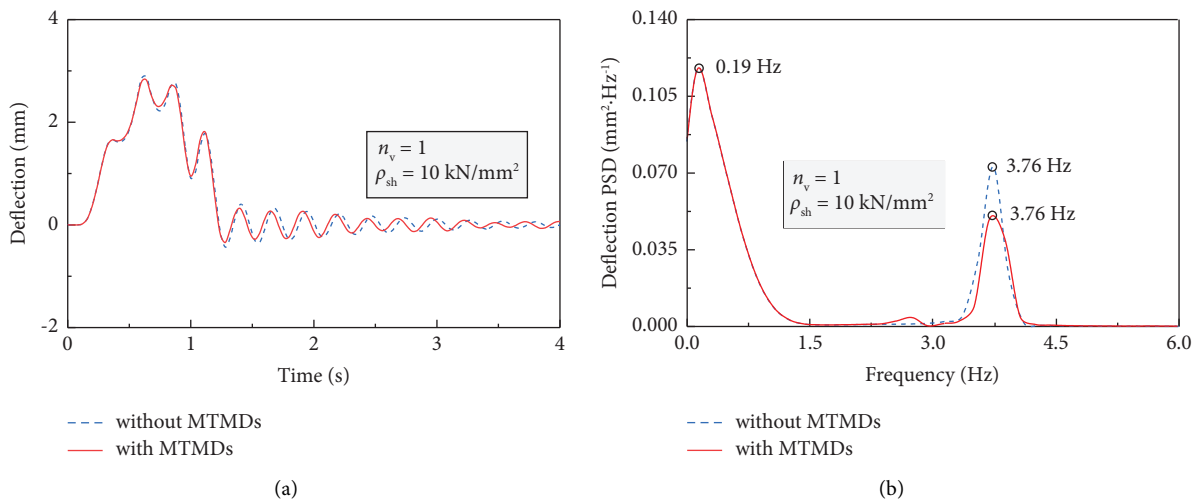 4
2
0
-2
Deflection (mm)
n_v = 1
ρ_sh = 10 kN/mm²
0 1 2 3 4
Time (s)
without MTMDs
with MTMDs
(a)
0.140
0.105
0.070
0.035
0.000
Deflection PSD (mm²·Hz⁻¹)
0.19 Hz
3.76 Hz
3.76 Hz
n_v = 1
ρ_sh = 10 kN/mm²
0.0 1.5 3.0 4.5 6.0
Frequency (Hz)
without MTMDs
with MTMDs
(b)